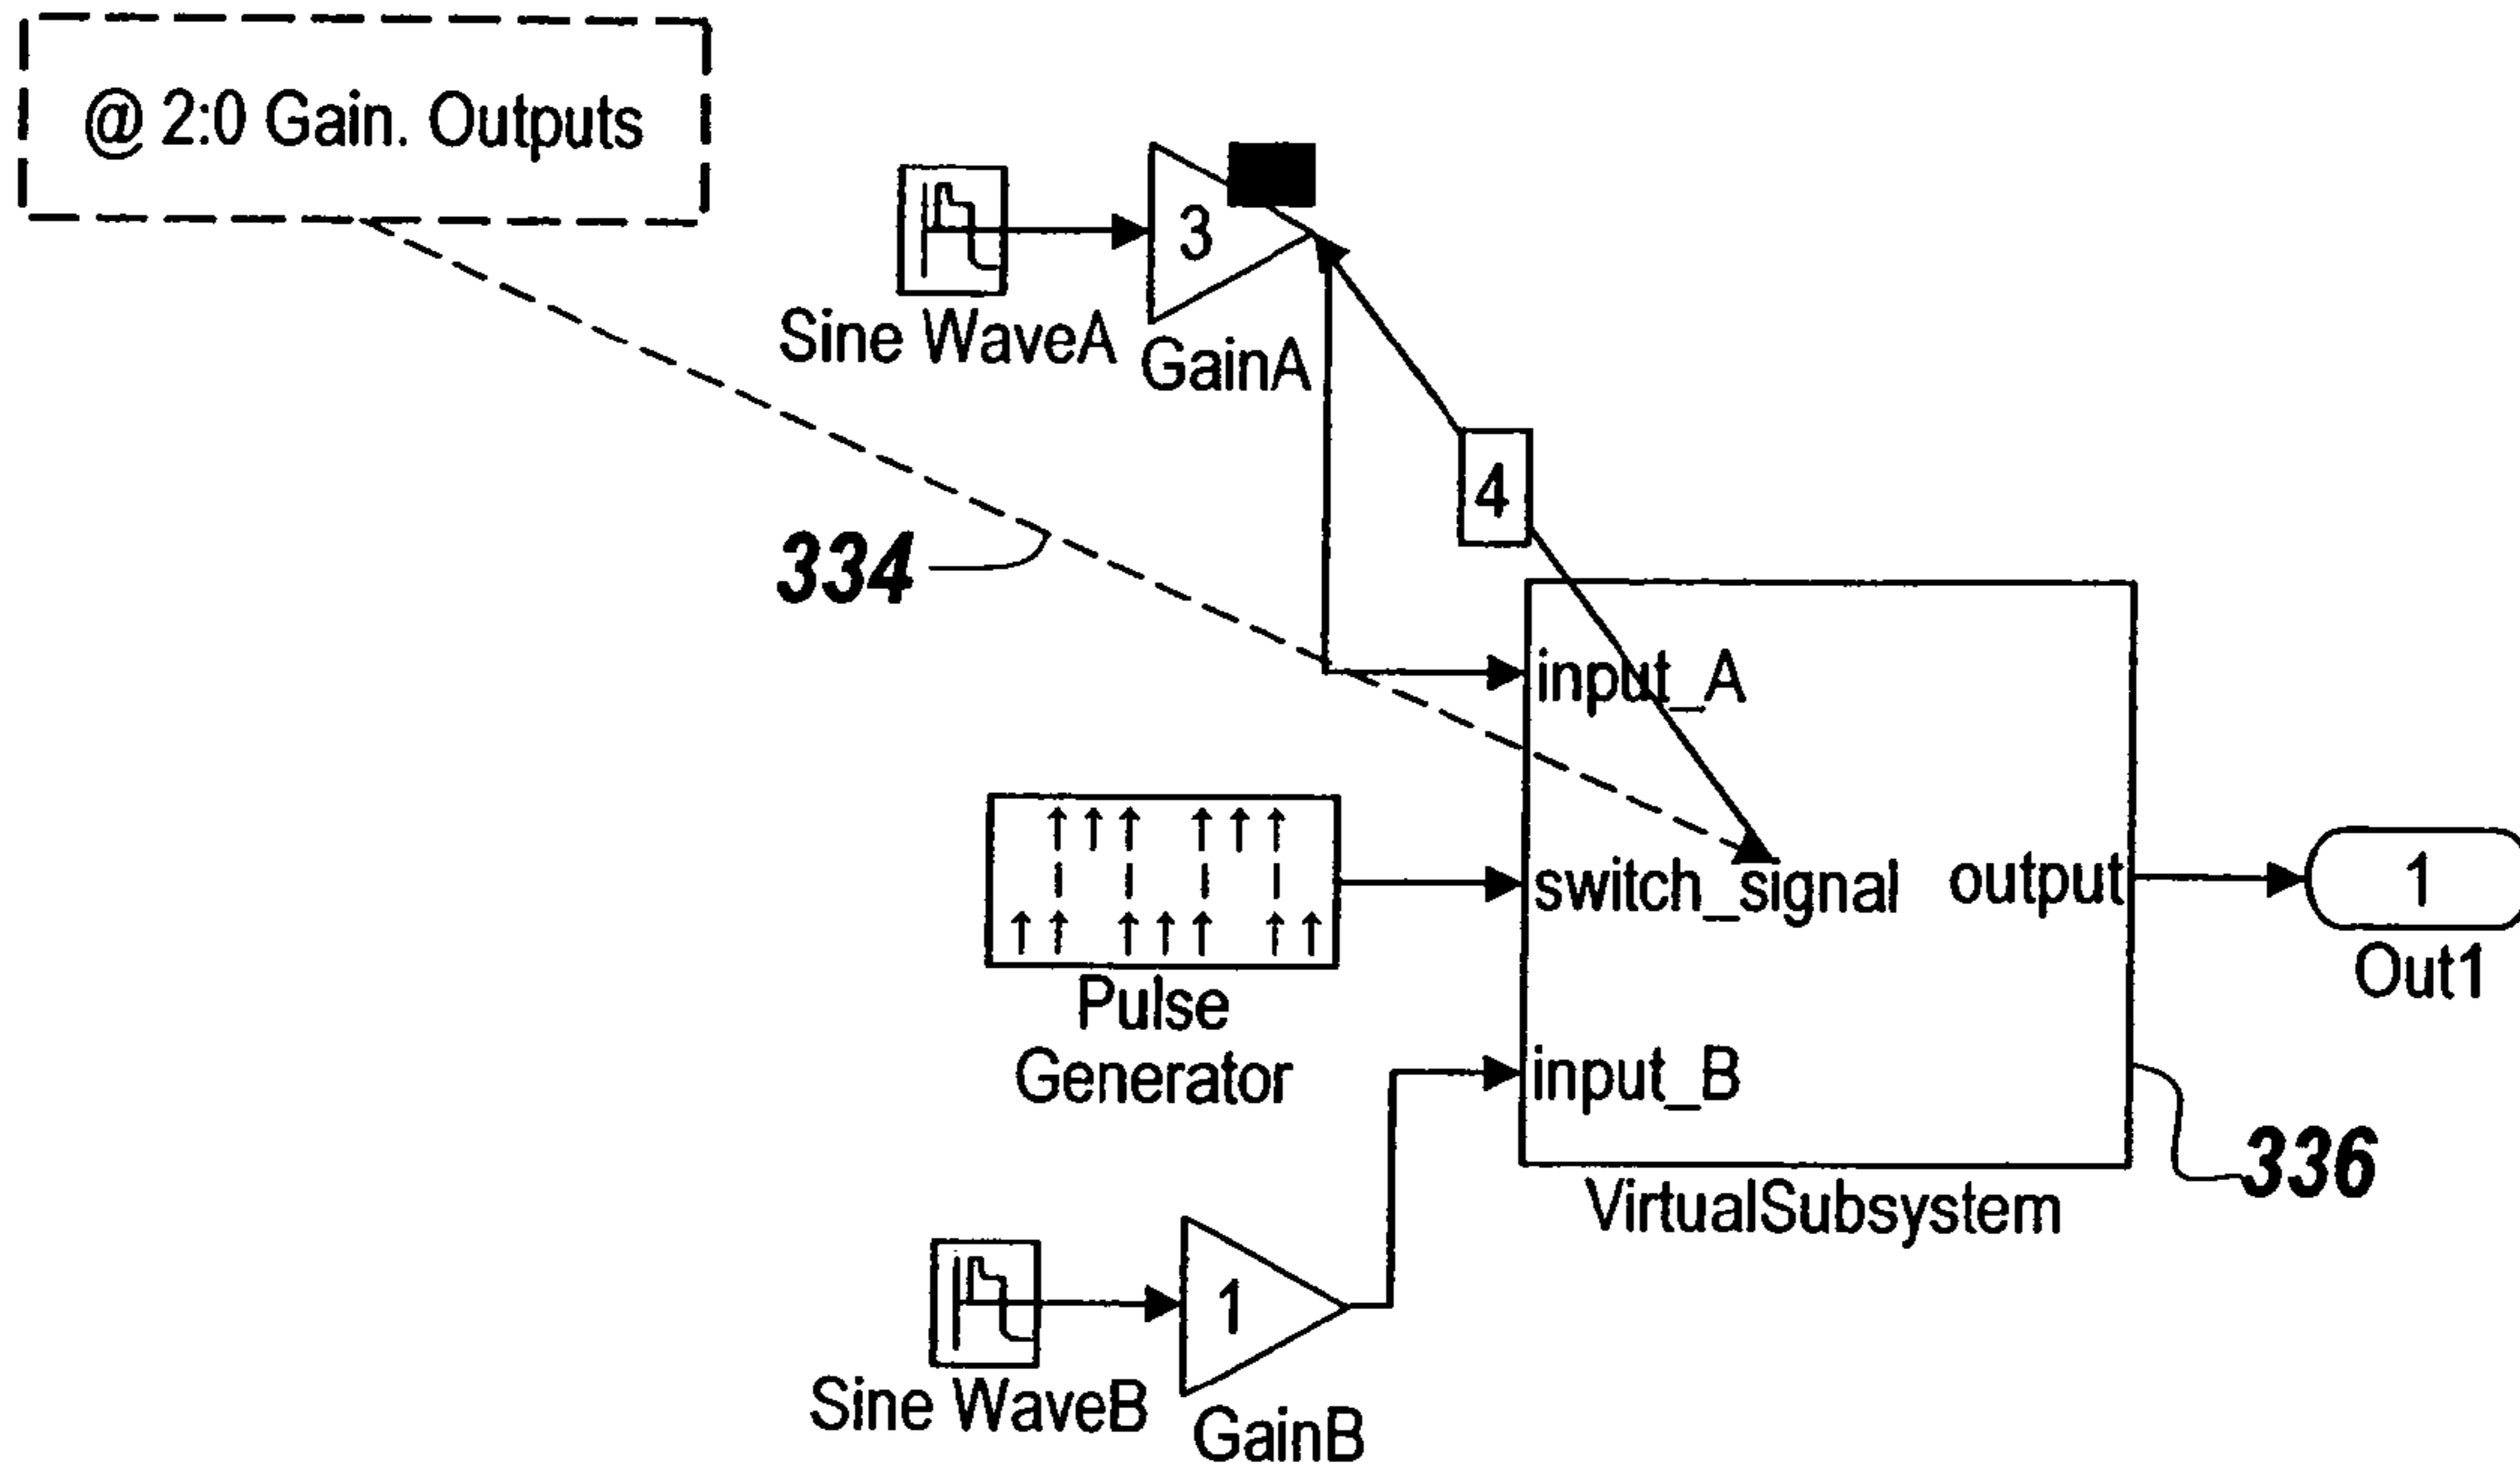 @ 2:0 Gain. Outputs
3
Sine WaveA
GainA
4
334
input_A
switch_signal
output
1
Out1
Pulse
Generator
input_B
336
VirtualSubsystem
1
Sine WaveB
GainB